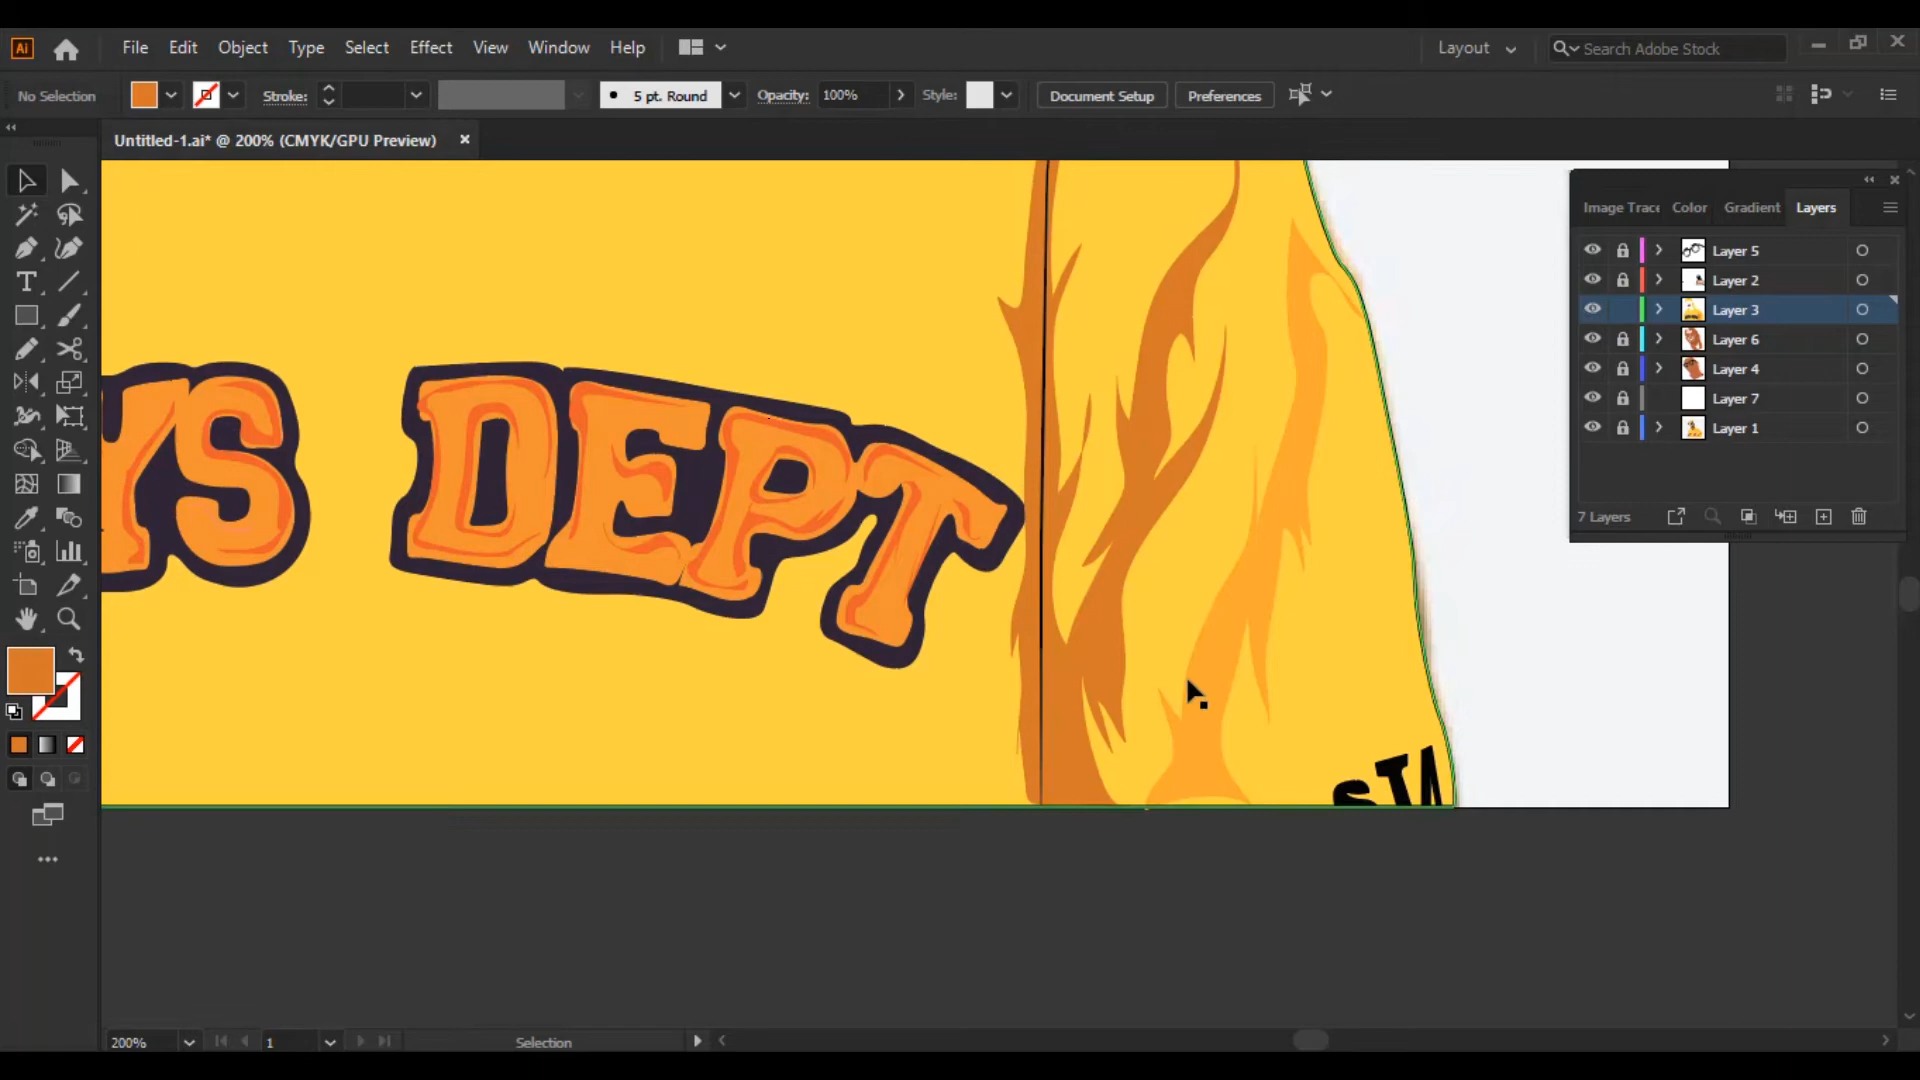 Ai File Edit Object Type Select Effect View Window Help Layout Search Adobe Stock
No Selection Stroke: 5 pt. Round Opacity: 100% Style: Document Setup Preferences
Untitled-1.ai* @ 200% (CMYK/GPU Preview)
Image Trace Color Gradient Layers
Layer 5
Layer 2
Layer 3
Layer 6
Layer 4
Layer 7
Layer 1
7 Layers
YS DEPT
STA
200% 1 Selection